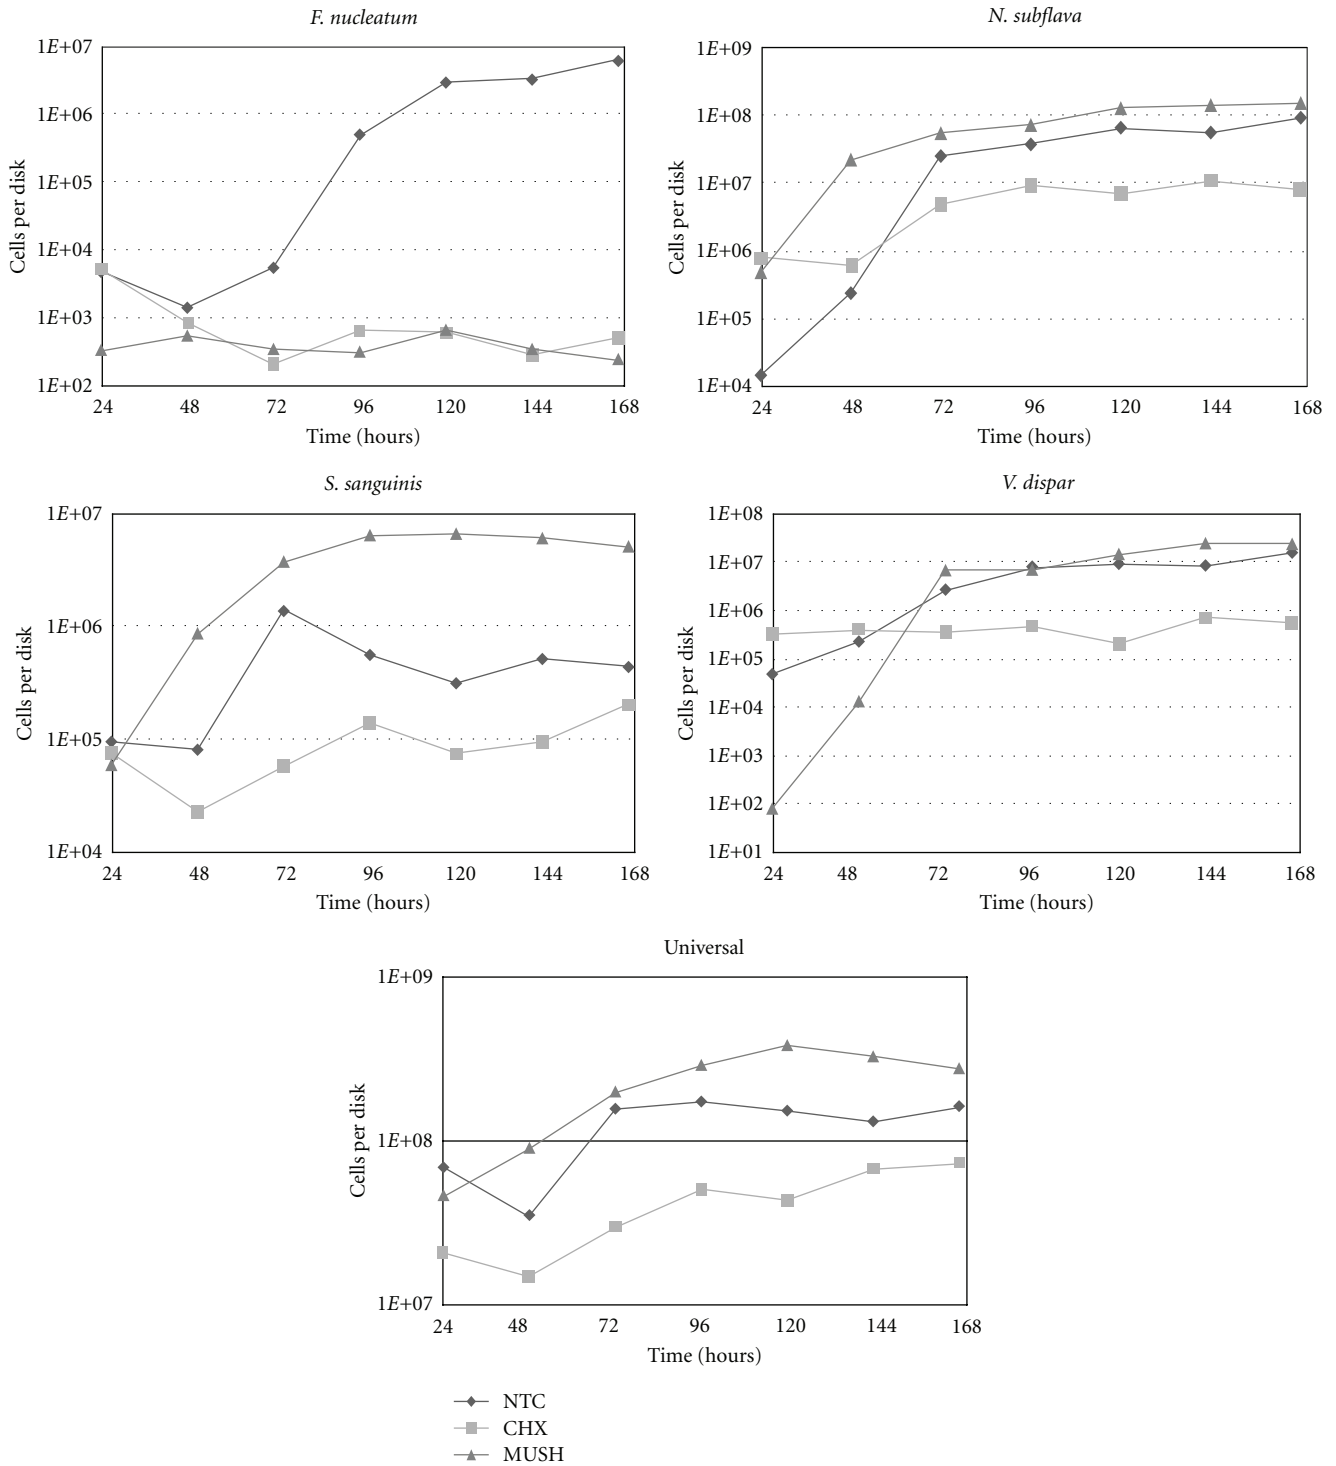 F. nucleatum
1E+07
1E+06
1E+05
1E+04
1E+03
1E+02
Cells per disk
24 48 72 96 120 144 168
Time (hours)
N. subflava
1E+09
1E+08
1E+07
1E+06
1E+05
1E+04
Cells per disk
24 48 72 96 120 144 168
Time (hours)
S. sanguinis
1E+07
1E+06
1E+05
1E+04
Cells per disk
24 48 72 96 120 144 168
Time (hours)
V. dispar
1E+08
1E+07
1E+06
1E+05
1E+04
1E+03
1E+02
1E+01
Cells per disk
24 48 72 96 120 144 168
Time (hours)
Universal
1E+09
1E+08
1E+07
Cells per disk
24 48 72 96 120 144 168
Time (hours)
NTC
CHX
MUSH